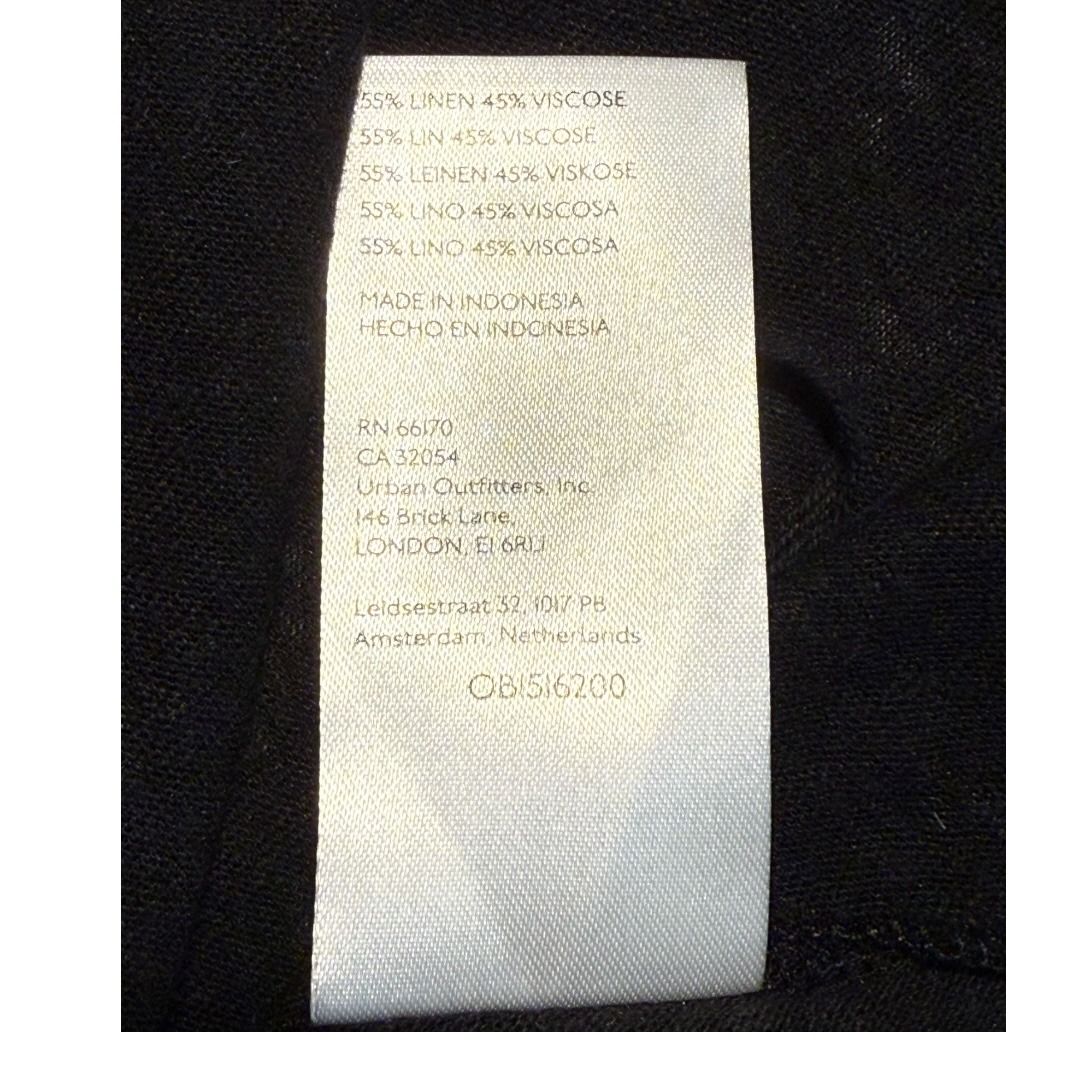 55% LINEN 45% VISCOSE
55% LIN 45% VISCOSE
55% LEINEN 45% VISKOSE
55% LINO 45% VISCOSA
55% LINO 45% VISCOSA
MADE IN INDONESIA
HECHO EN INDONESIA
RN 66170
CA 32054
Urban Outfitters, Inc.
146 Brick Lane,
LONDON, E1 6RU
Leidsestraat 52, 1017 PB
Amsterdam, Netherlands
OB1516200